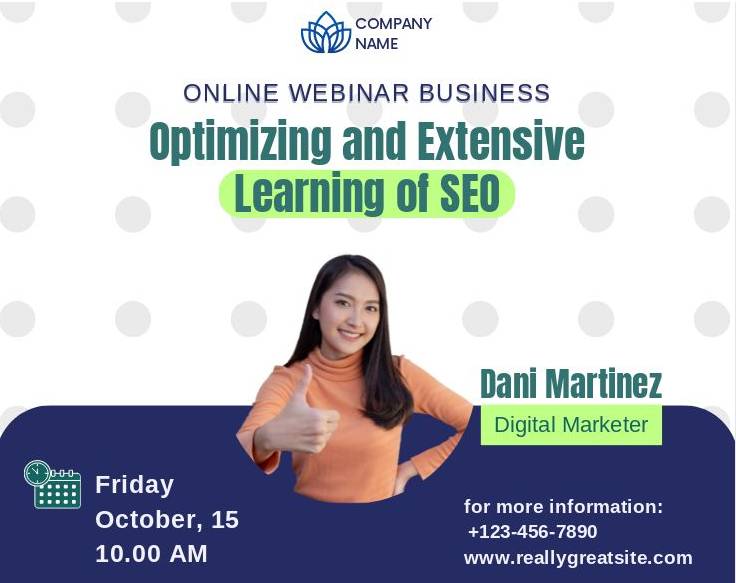 COMPANY
NAME
ONLINE WEBINAR BUSINESS
Optimizing and Extensive
Learning of SEO
Dani Martinez
Digital Marketer
Friday
October, 15
10.00 AM
for more information:
+123-456-7890
www.reallygreatsite.com